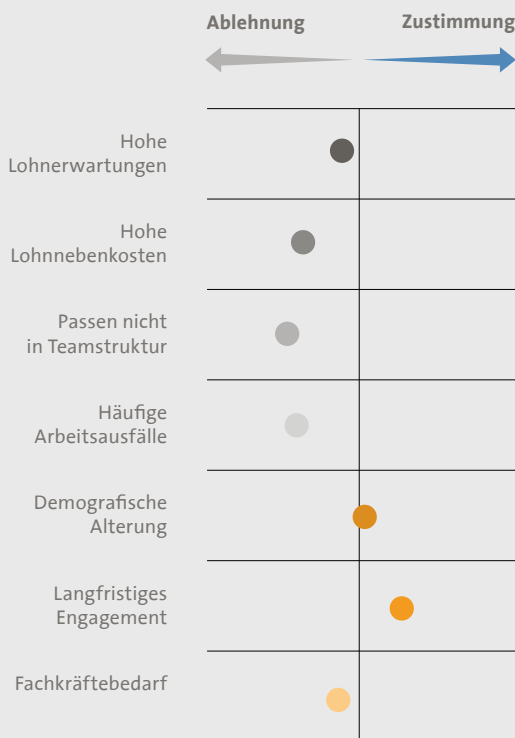 Ablehnung
Zustimmung
Hohe
Lohnerwartungen
Hohe
Lohnnebenkosten
Passen nicht
in Teamstruktur
Häufige
Arbeitsausfälle
Demografische
Alterung
Langfristiges
Engagement
Fachkräftebedarf